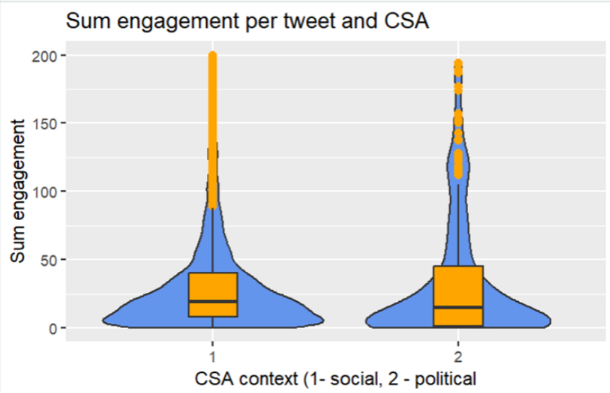 Sum engagement per tweet and CSA
200
150
100
50
0
Sum engagement
1
2
CSA context (1- social, 2 - political